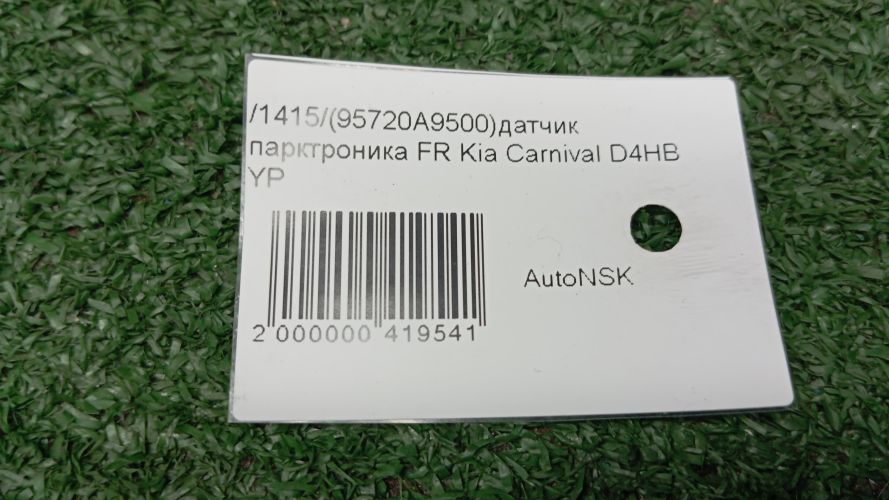 /1415/(95720A9500)датчик
парктроника FR Kia Carnival D4HB
YP
AutoNSK
2 000000 419541